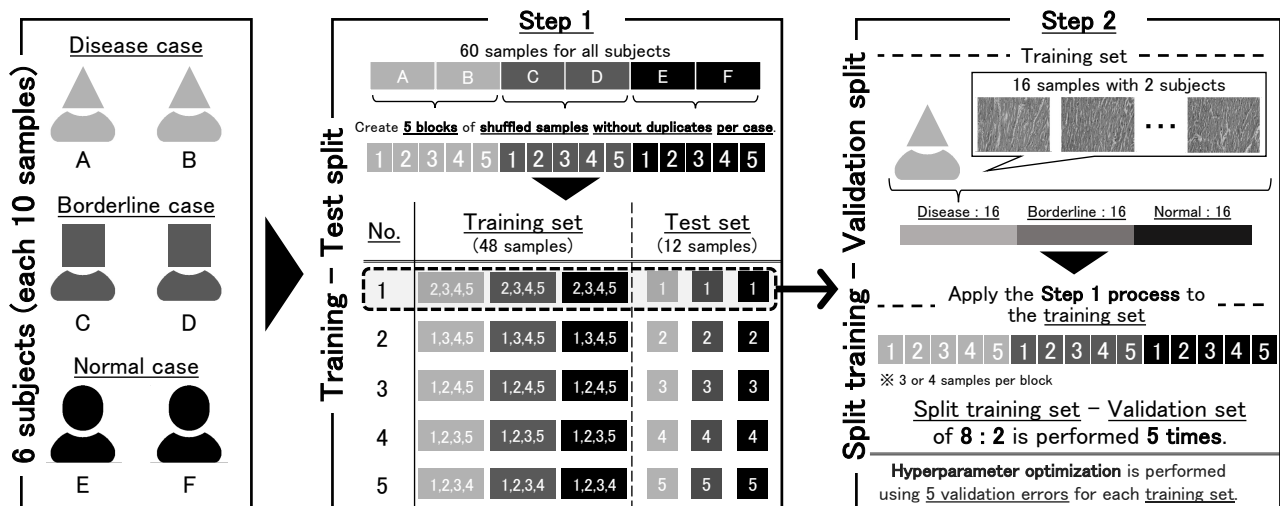 6 subjects (each 10 samples)
Disease case
A B
Borderline case
C D
Normal case
E F
Training – Test split
Step 1
60 samples for all subjects
A B C D E F
Create 5 blocks of shuffled samples without duplicates per case.
1 2 3 4 5 1 2 3 4 5 1 2 3 4 5
No. Training set Test set
(48 samples) (12 samples)
1 2,3,4,5 2,3,4,5 2,3,4,5 1 1 1
2 1,3,4,5 1,3,4,5 1,3,4,5 2 2 2
3 1,2,4,5 1,2,4,5 1,2,4,5 3 3 3
4 1,2,3,5 1,2,3,5 1,2,3,5 4 4 4
5 1,2,3,4 1,2,3,4 1,2,3,4 5 5 5
Split training – Validation split
Step 2
Training set
16 samples with 2 subjects
...
Disease : 16 Borderline : 16 Normal : 16
Apply the Step 1 process to
the training set
1 2 3 4 5 1 2 3 4 5 1 2 3 4 5
※ 3 or 4 samples per block
Split training set – Validation set
of 8 : 2 is performed 5 times.
Hyperparameter optimization is performed
using 5 validation errors for each training set.